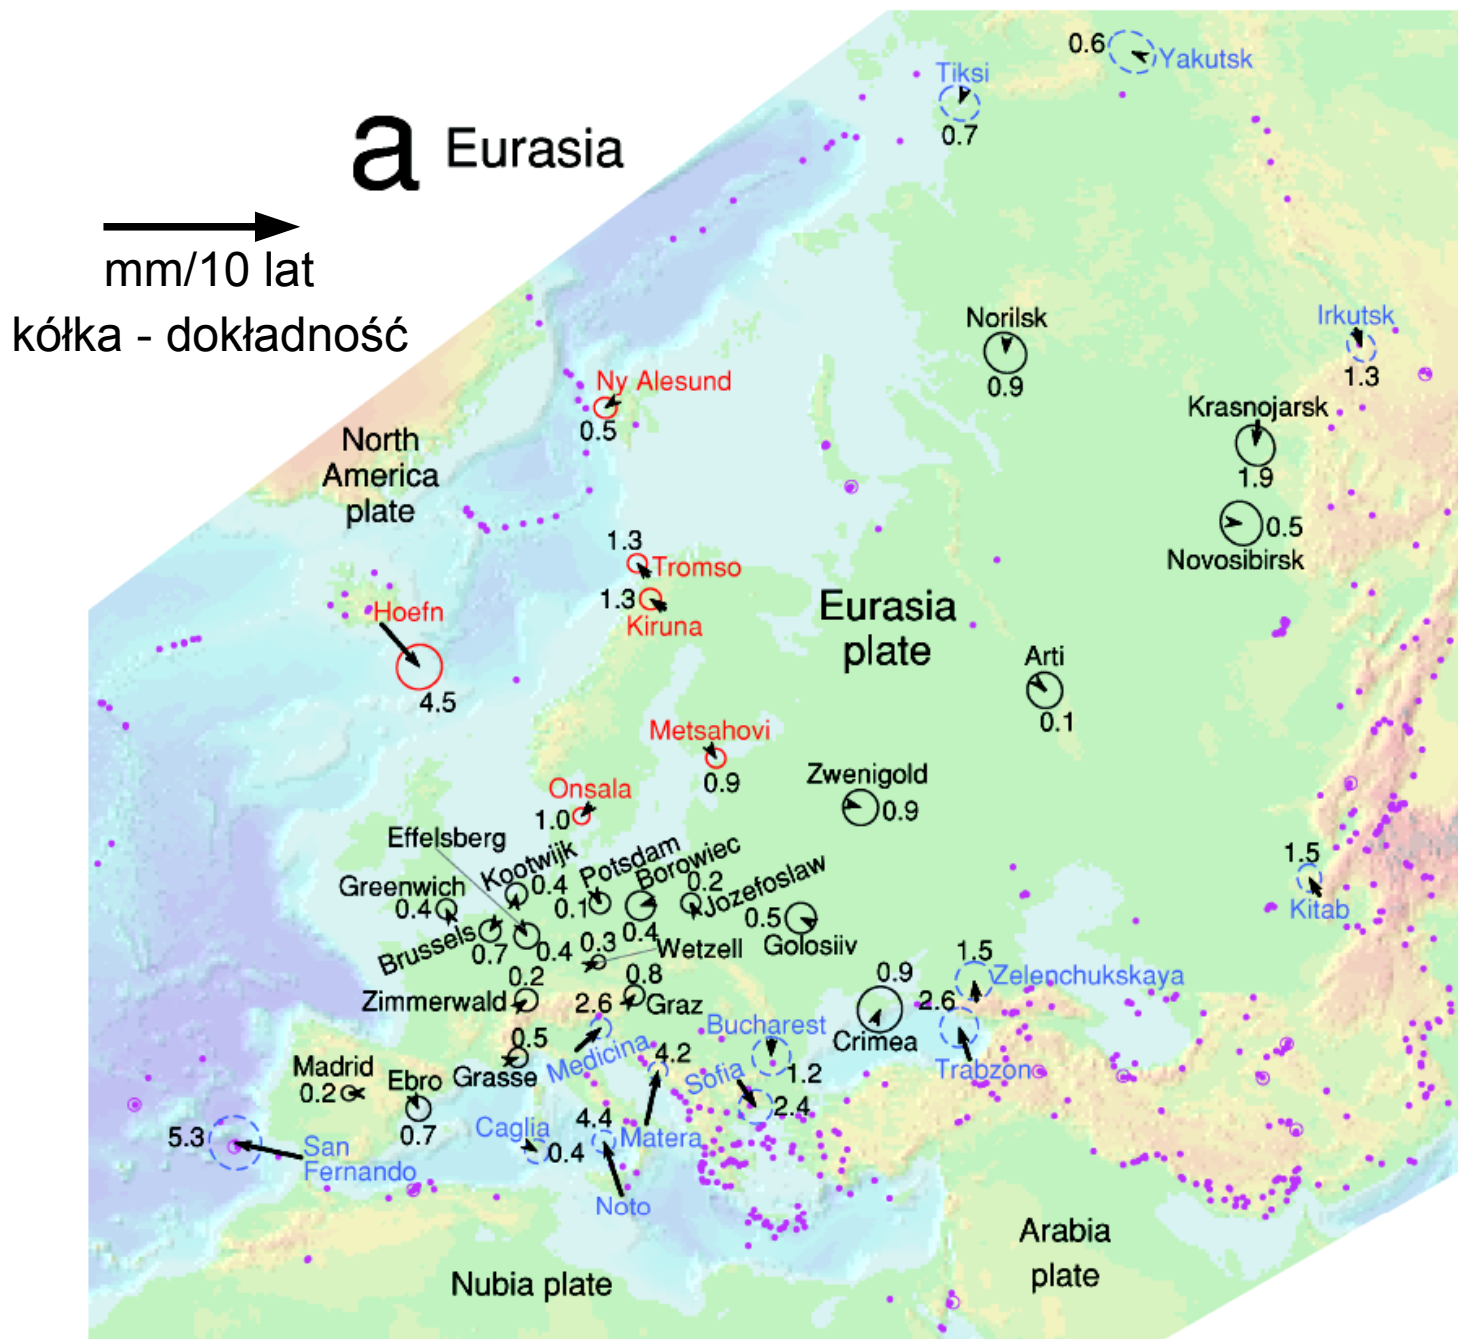 a Eurasia
mm/10 lat
kółka - dokładność
0.6
Yakutsk
Tiksi
0.7
Norilsk
0.9
Irkutsk
1.3
Krasnojarsk
1.9
0.5
Novosibirsk
Ny Alesund
0.5
North
America
plate
1.3
Tromso
1.3
Kiruna
Hoefn
4.5
Eurasia
plate
Arti
0.1
Metsahovi
0.9
Zwenigold
0.9
Onsala
1.0
Effelsberg
0.4
Kootwijk
0.4
Potsdam
0.1
Borowiec
0.4
0.2
Jozefoslaw
Greenwich
0.4
Brussels
0.7
0.5
Golosiiv
1.5
Kitab
0.3
Wetzell
0.2
Zimmerwald
0.8
Graz
2.6
Medicina
0.9
Crimea
1.5
Zelenchukskaya
2.6
Trabzon
Bucharest
1.2
0.5
Grasse
4.2
Matera
Sofia
2.4
Madrid
0.2
Ebro
0.7
5.3
San
Fernando
Caglia
0.4
4.4
Noto
Nubia plate
Arabia
plate